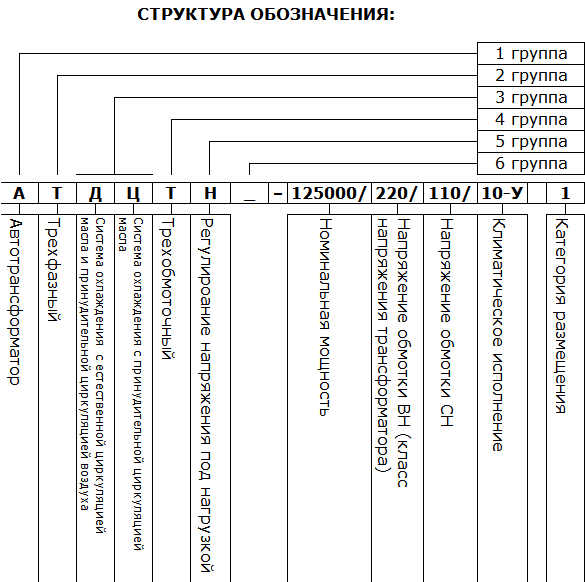 СТРУКТУРА ОБОЗНАЧЕНИЯ:
1 группа
2 группа
3 группа
4 группа
5 группа
6 группа
А Т Д Ц Т Н _ – 125000/ 220/ 110/ 10-У 1
Автотрансформатор
Трехфазный
Система охлаждения с естественной циркуляцией
масла и принудительной циркуляцией воздуха
Система охлаждения с принудительной циркуляцией
масла
Трехобмоточный
Регулироание напряжения под нагрузкой
Номинальная мощность
Напряжение обмотки ВН (класс
напряжения трансформатора)
Напряжение обмотки СН
Климатическое исполнение
Категория размещения